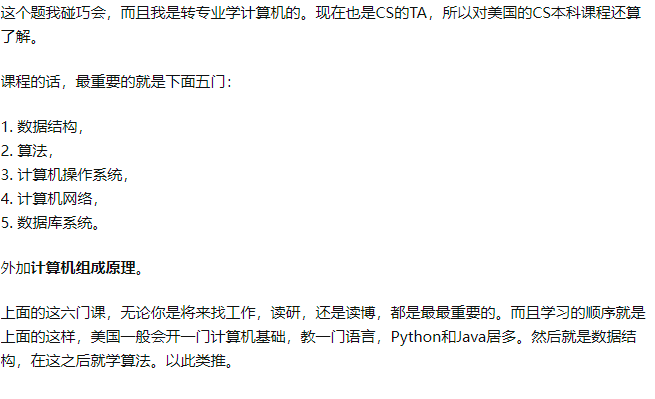 这个题我碰巧会，而且我是转专业学计算机的。现在也是CS的TA，所以对美国的CS本科课程还算
了解。
课程的话，最重要的就是下面五门：
1. 数据结构，
2. 算法，
3. 计算机操作系统，
4. 计算机网络，
5. 数据库系统。
外加计算机组成原理。
上面的这六门课，无论你是将来找工作，读研，还是读博，都是最最重要的。而且学习的顺序就是
上面的这样，美国一般会开一门计算机基础，教一门语言，Python和Java居多。然后就是数据结
构，在这之后就学算法。以此类推。